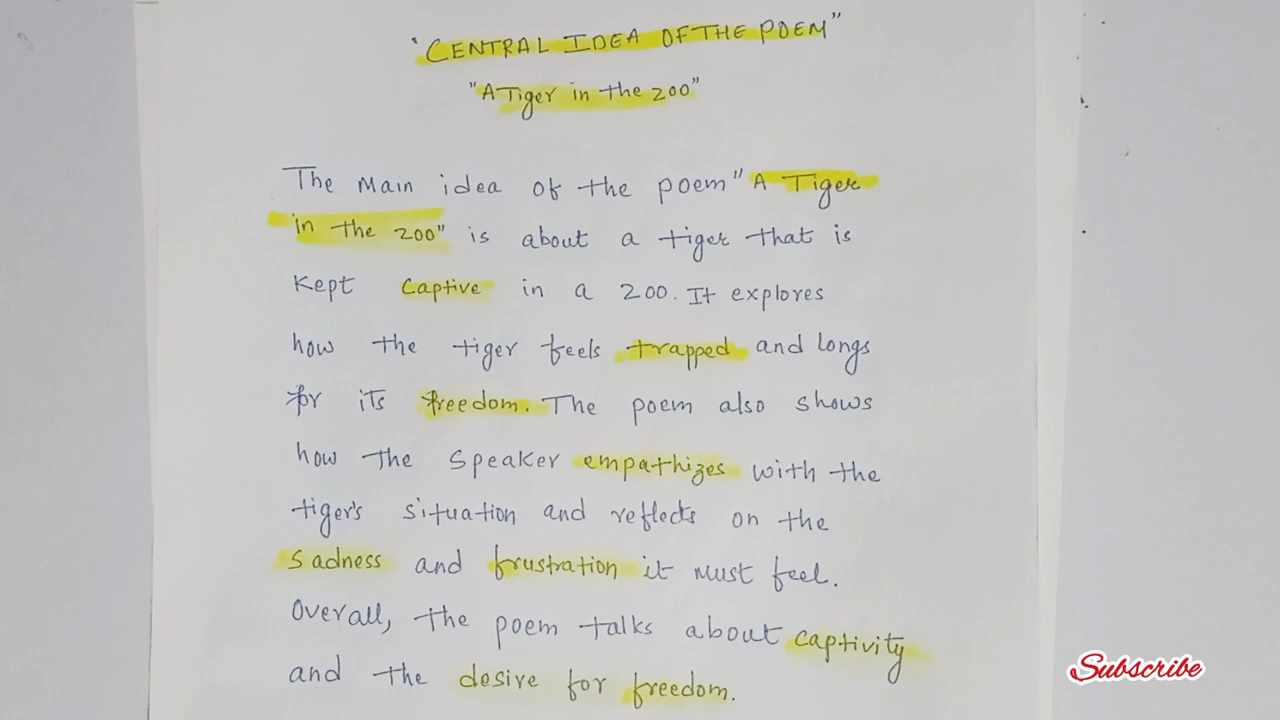 "CENTRAL IDEA OF THE POEM"
"A Tiger in the zoo"
The Main idea of the poem "A Tiger
in the zoo" is about a tiger that is
Kept Captive in a zoo. It explores
how the tiger feels trapped and longs
for its freedom. The poem also shows
how the speaker empathizes with the
tiger's situation and reflects on the
sadness and frustration it must feel.
Overall, the poem talks about captivity
and the desire for freedom.
Subscribe